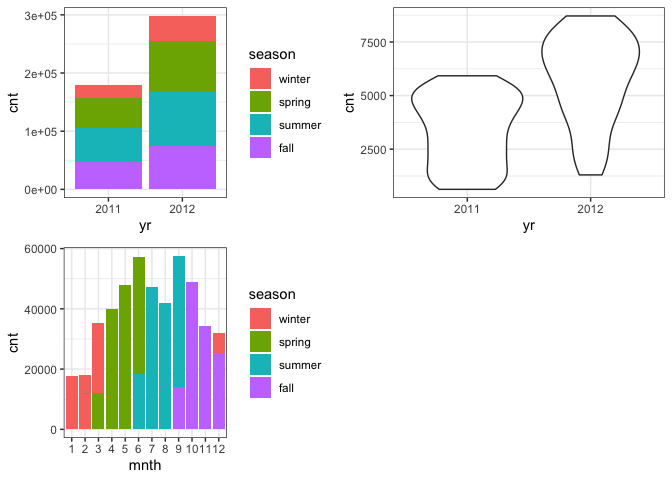 cnt
3e+05
2e+05
1e+05
0e+00
2011 2012
yr
season
winter
spring
summer
fall
cnt
7500
5000
2500
2011 2012
yr
cnt
60000
40000
20000
0
1 2 3 4 5 6 7 8 9 10 11 12
mnth
season
winter
spring
summer
fall